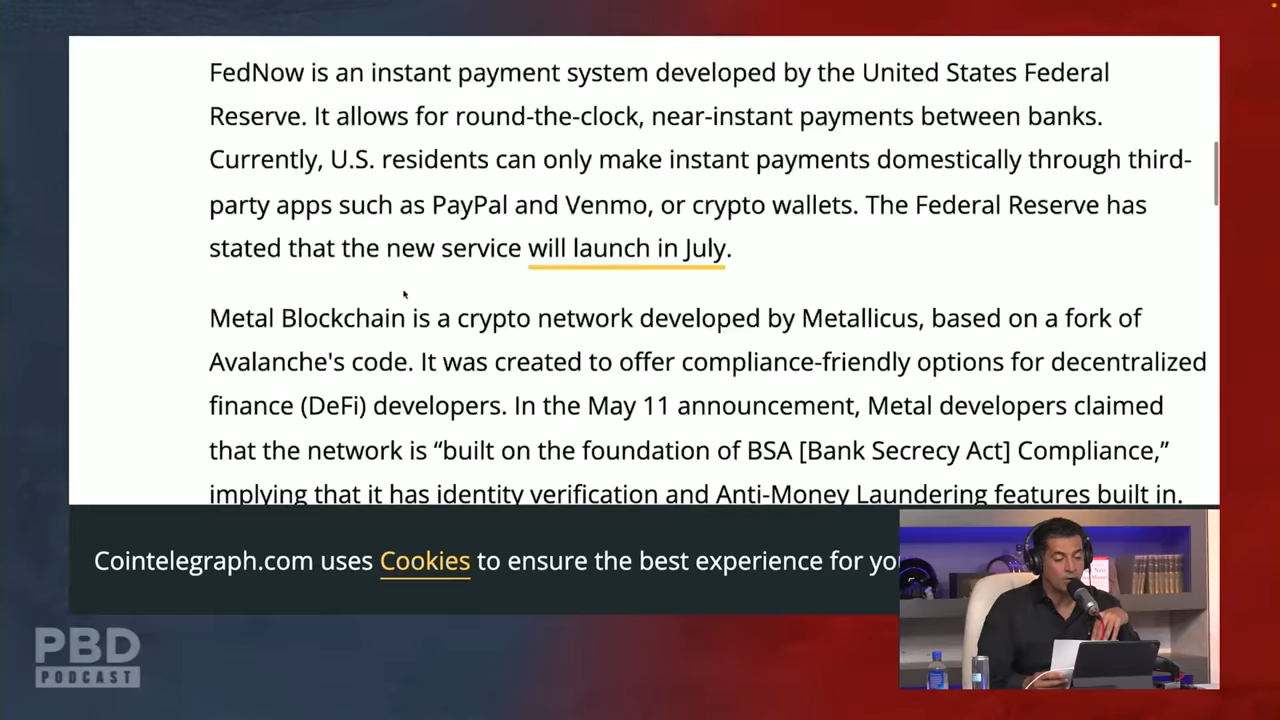 FedNow is an instant payment system developed by the United States Federal
Reserve. It allows for round-the-clock, near-instant payments between banks.
Currently, U.S. residents can only make instant payments domestically through third-
party apps such as PayPal and Venmo, or crypto wallets. The Federal Reserve has
stated that the new service will launch in July.
Metal Blockchain is a crypto network developed by Metallicus, based on a fork of
Avalanche's code. It was created to offer compliance-friendly options for decentralized
finance (DeFi) developers. In the May 11 announcement, Metal developers claimed
that the network is “built on the foundation of BSA [Bank Secrecy Act] Compliance,”
implying that it has identity verification and Anti-Money Laundering features built in.
Cointelegraph.com uses Cookies to ensure the best experience for yo
PBD
PODCAST